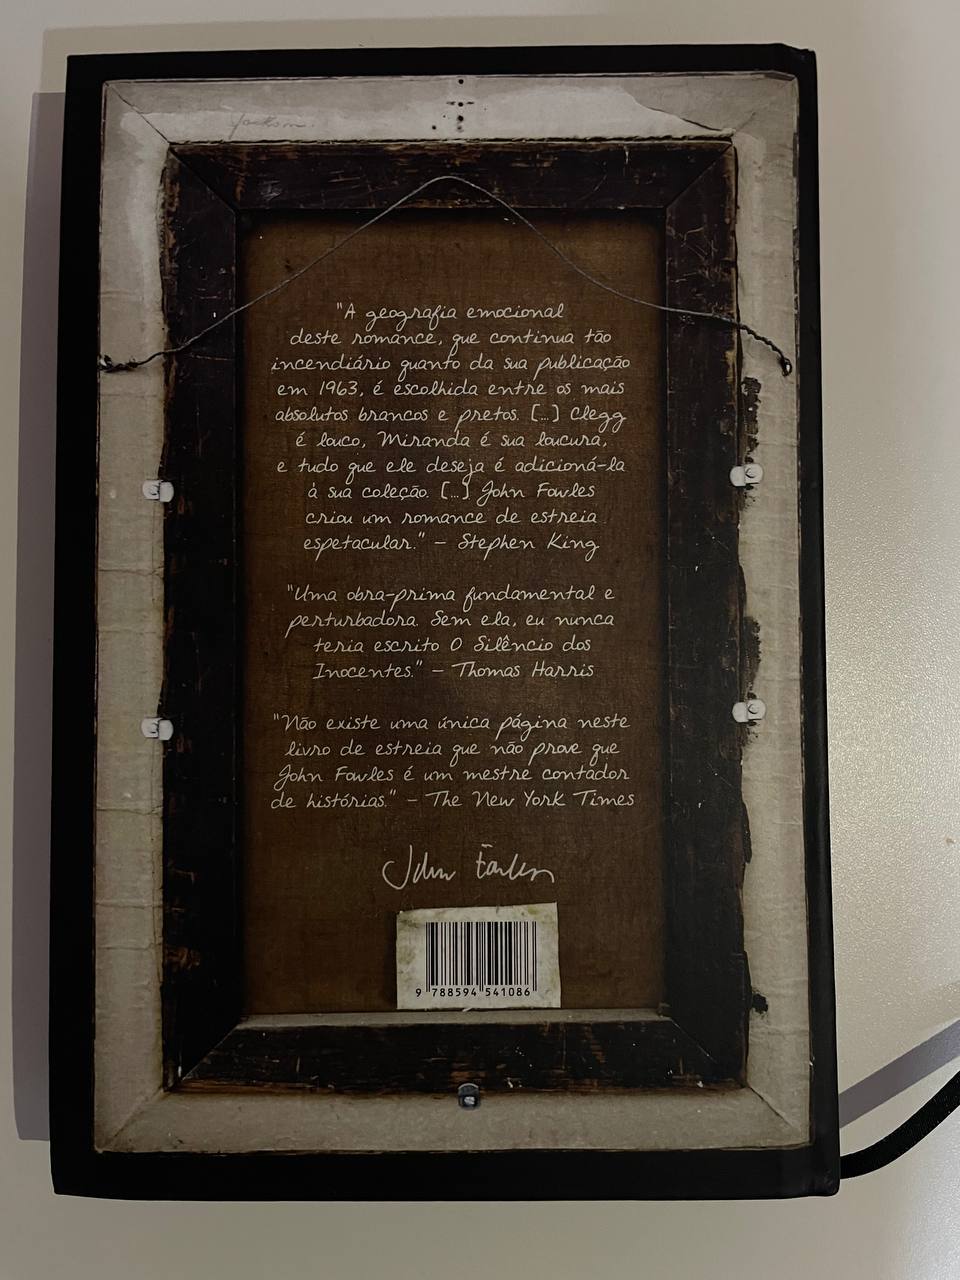 Jackson.
"A geografia emocional
deste romance, que continua tão
incendiário quanto da sua publicação
em 1963, é escolhida entre os mais
absolutos brancos e pretos. [...] Clegg
é louco, Miranda é sua loucura,
e tudo que ele deseja é adicioná-la
à sua coleção. [...] John Fowles
criou um romance de estreia
espetacular." – Stephen King
"Uma obra-prima fundamental e
perturbadora. Sem ela, eu nunca
teria escrito O Silêncio dos
Inocentes." – Thomas Harris
"Não existe uma única página neste
livro de estreia que não prove que
John Fowles é um mestre contador
de histórias." – The New York Times
John Fowles
9 788594 541086